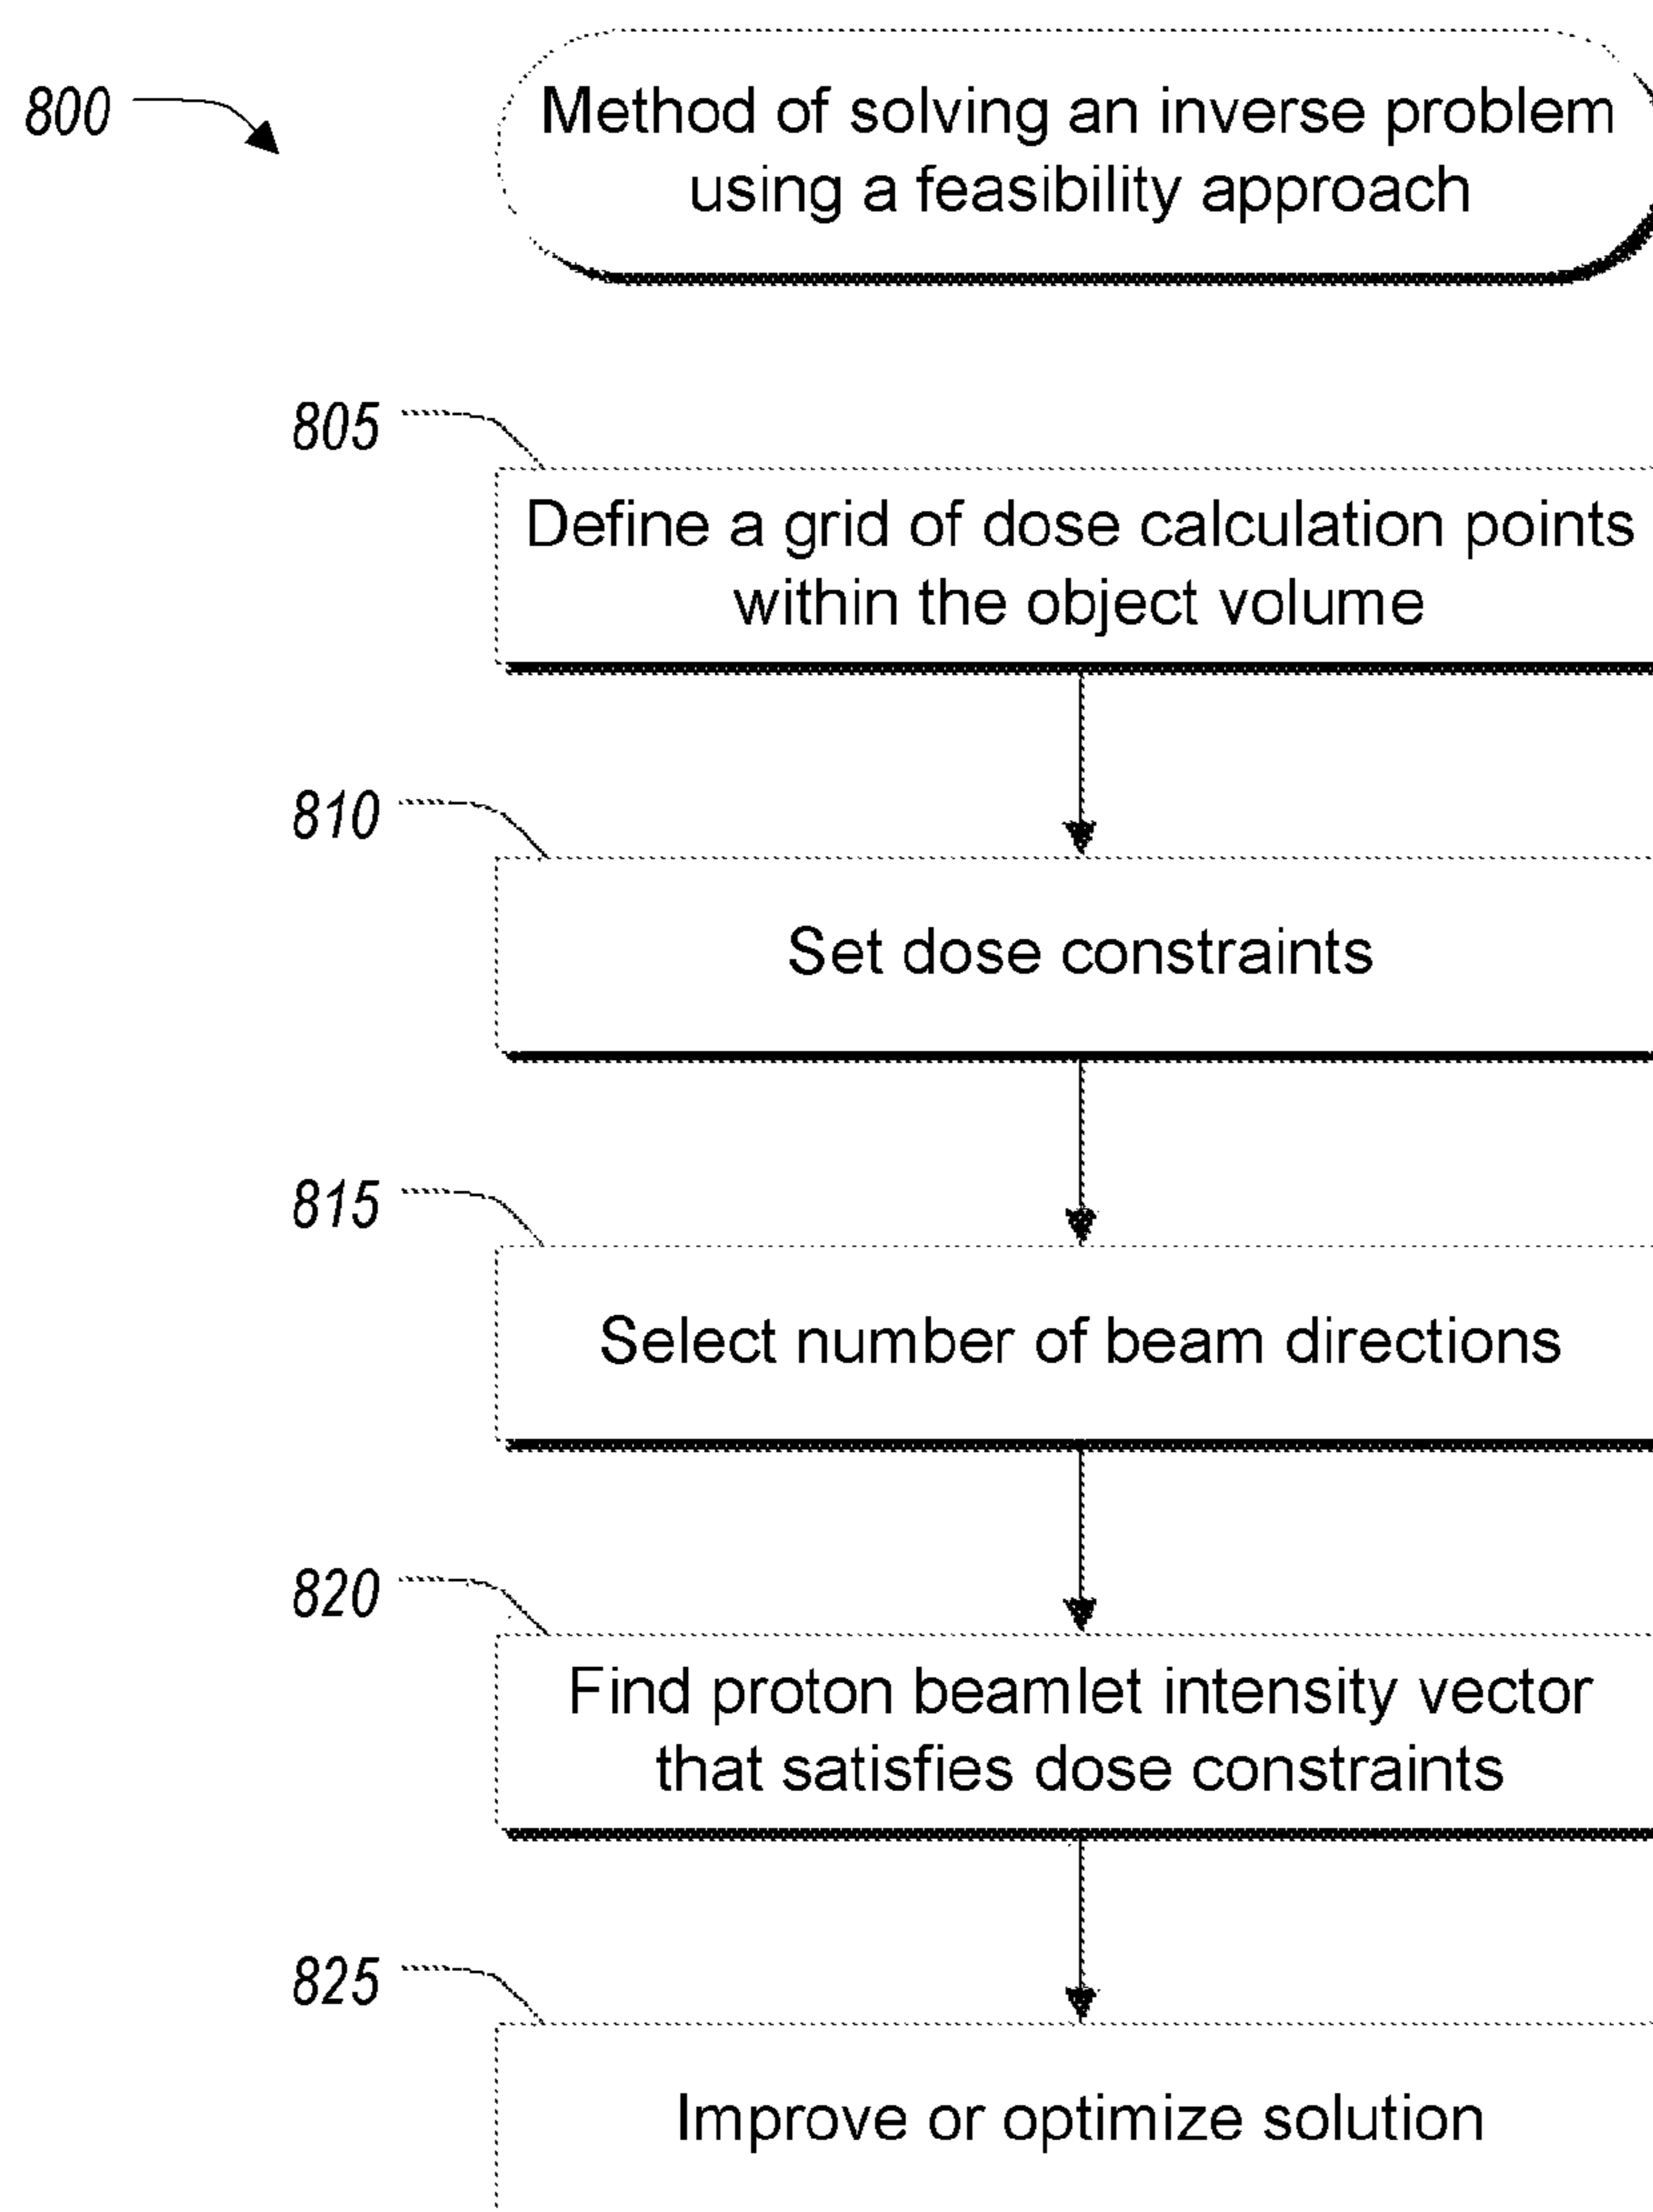 800
Method of solving an inverse problem
using a feasibility approach
805
Define a grid of dose calculation points
within the object volume
810
Set dose constraints
815
Select number of beam directions
820
Find proton beamlet intensity vector
that satisfies dose constraints
825
Improve or optimize solution